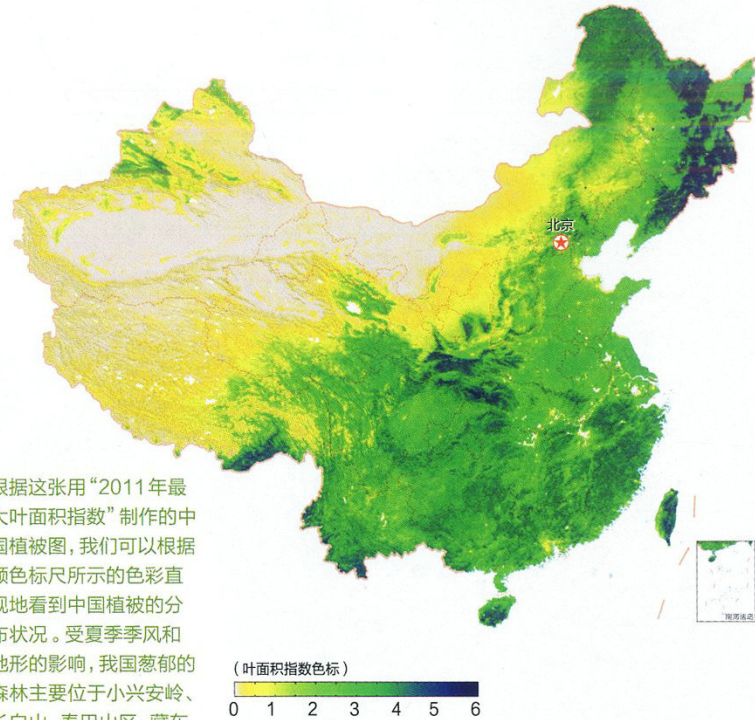 北京
根据这张用“2011年最
大叶面积指数”制作的中
国植被图,我们可以根据
颜色标尺所示的色彩直
观地看到中国植被的分
布状况。受夏季季风和
地形的影响,我国葱郁的
森林主要位于小兴安岭、
(叶面积指数色标)
0 1 2 3 4 5 6
南海诸岛